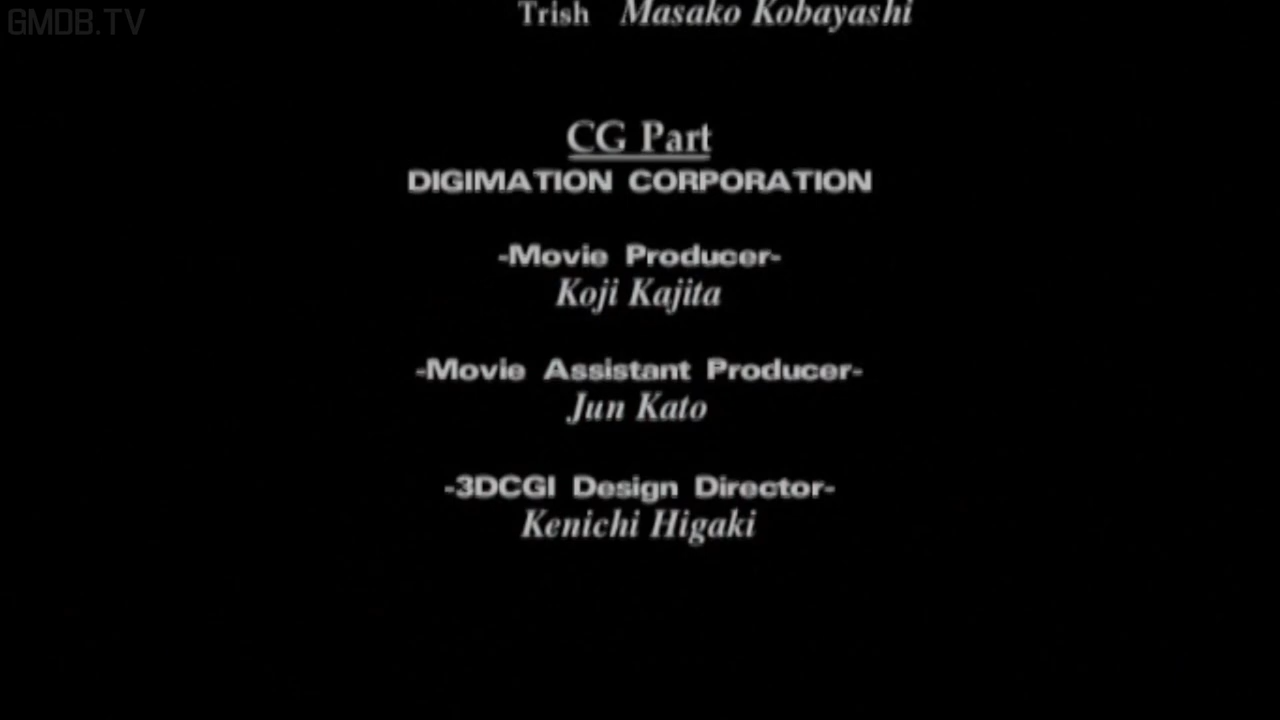 GMDB.TV
Trish Masako Kobayashi
CG Part
DIGIMATION CORPORATION
-Movie Producer-
Koji Kajita
-Movie Assistant Producer-
Jun Kato
-3DCGI Design Director-
Kenichi Higaki